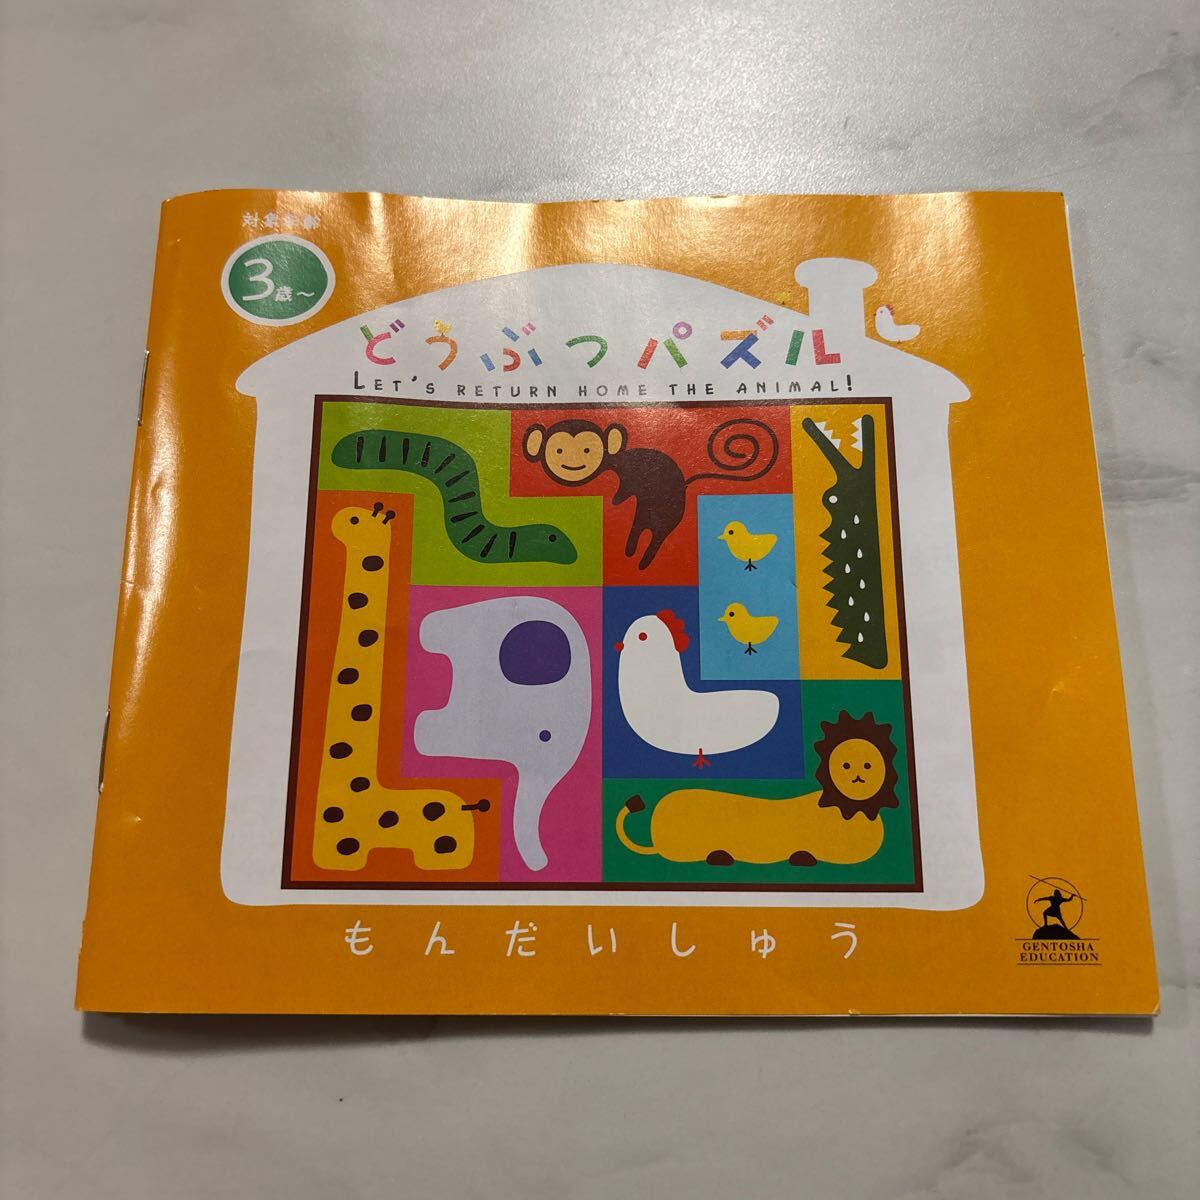 対象年齢
3歳～
どうぶつパズル
LET'S RETURN HOME THE ANIMAL!
もんだいしゅう
GENTOSHA
EDUCATION